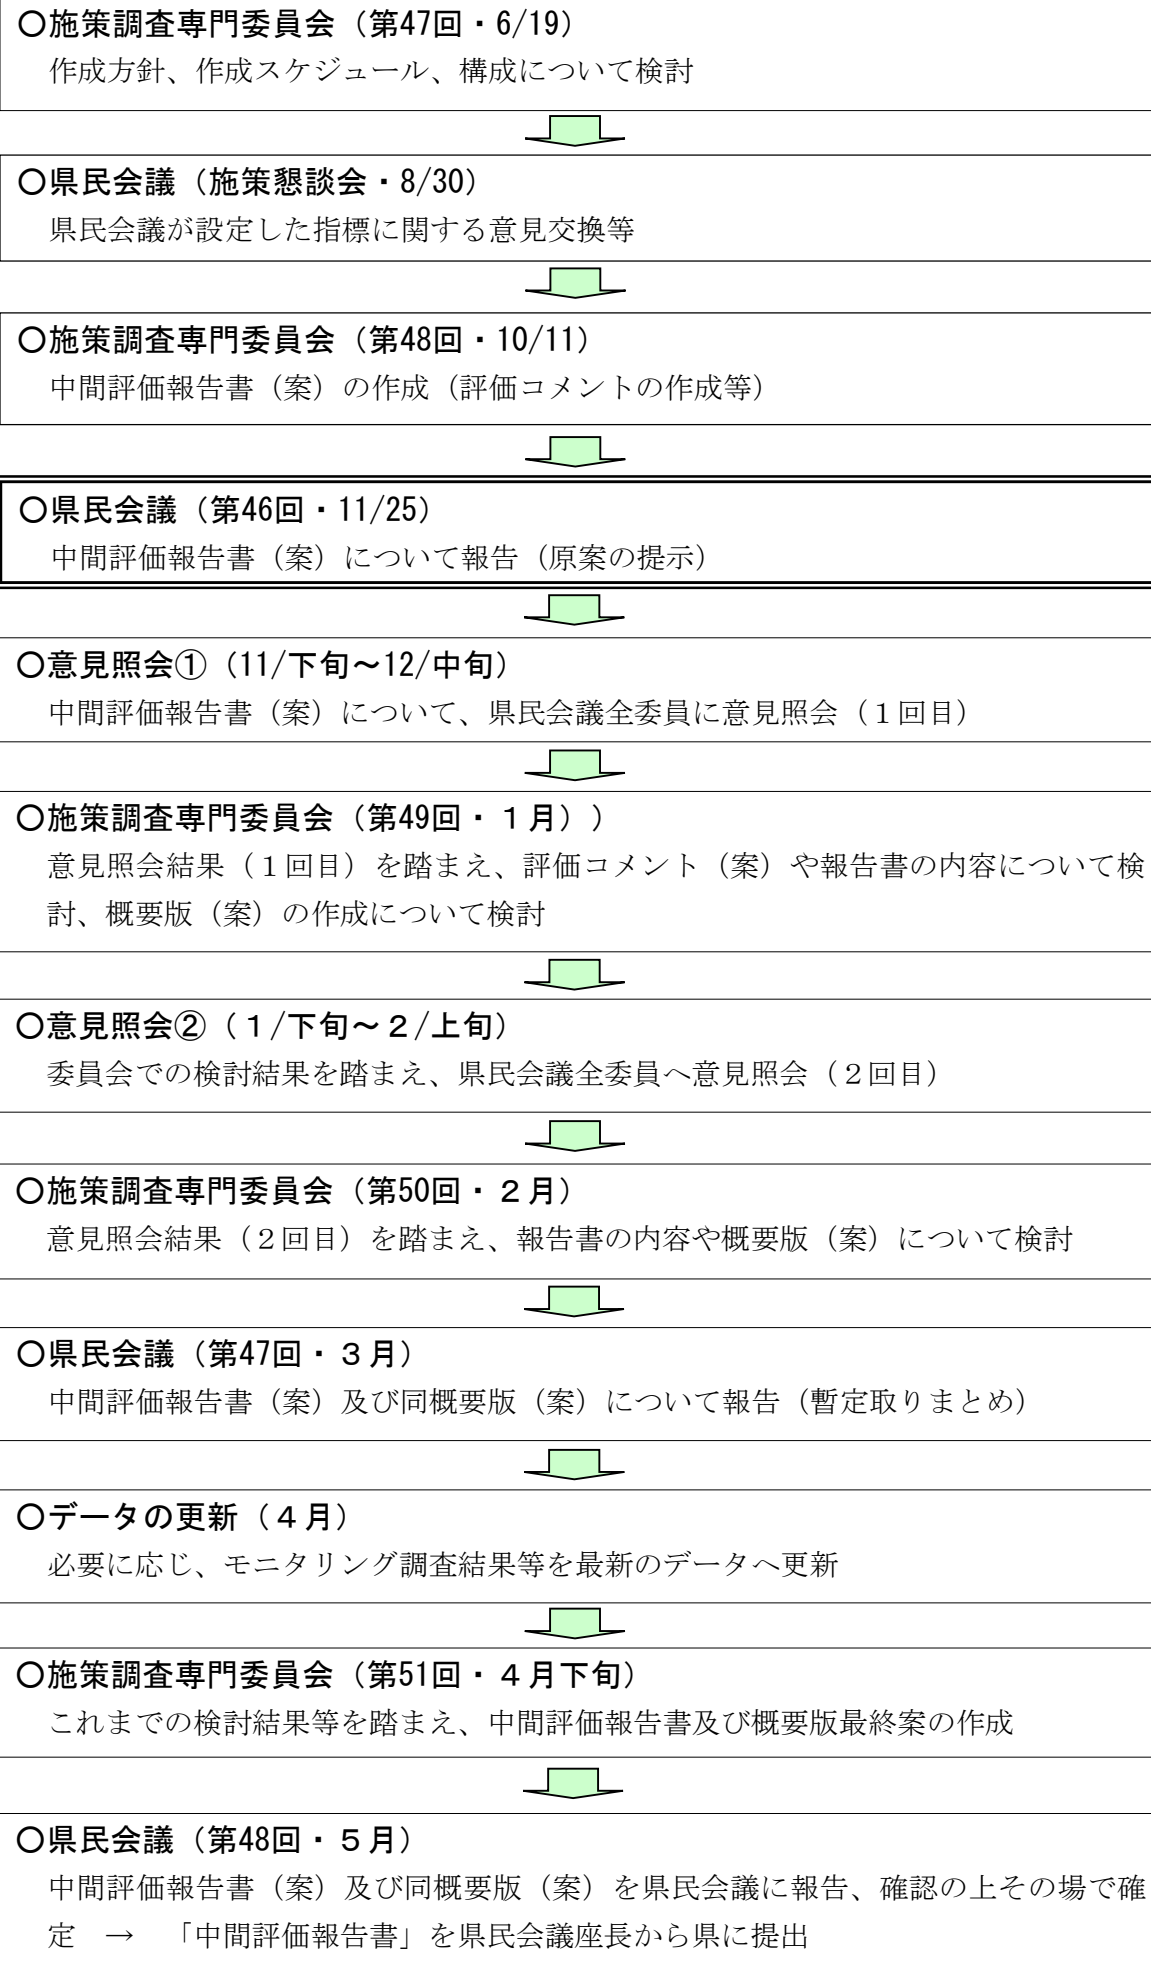 〇施策調査専門委員会（第47回・6/19）
作成方針、作成スケジュール、構成について検討
〇県民会議（施策懇談会・8/30）
県民会議が設定した指標に関する意見交換等
〇施策調査専門委員会（第48回・10/11）
中間評価報告書（案）の作成（評価コメントの作成等）
〇県民会議（第46回・11/25）
中間評価報告書（案）について報告（原案の提示）
〇意見照会①（11/下旬～12/中旬）
中間評価報告書（案）について、県民会議全委員に意見照会（１回目）
〇施策調査専門委員会（第49回・１月））
意見照会結果（１回目）を踏まえ、評価コメント（案）や報告書の内容について検
討、概要版（案）の作成について検討
〇意見照会②（１/下旬～２/上旬）
委員会での検討結果を踏まえ、県民会議全委員へ意見照会（２回目）
〇施策調査専門委員会（第50回・２月）
意見照会結果（２回目）を踏まえ、報告書の内容や概要版（案）について検討
〇県民会議（第47回・３月）
中間評価報告書（案）及び同概要版（案）について報告（暫定取りまとめ）
〇データの更新（４月）
必要に応じ、モニタリング調査結果等を最新のデータへ更新
〇施策調査専門委員会（第51回・４月下旬）
これまでの検討結果等を踏まえ、中間評価報告書及び概要版最終案の作成
〇県民会議（第48回・５月）
中間評価報告書（案）及び同概要版（案）を県民会議に報告、確認の上その場で確
定　→　「中間評価報告書」を県民会議座長から県に提出